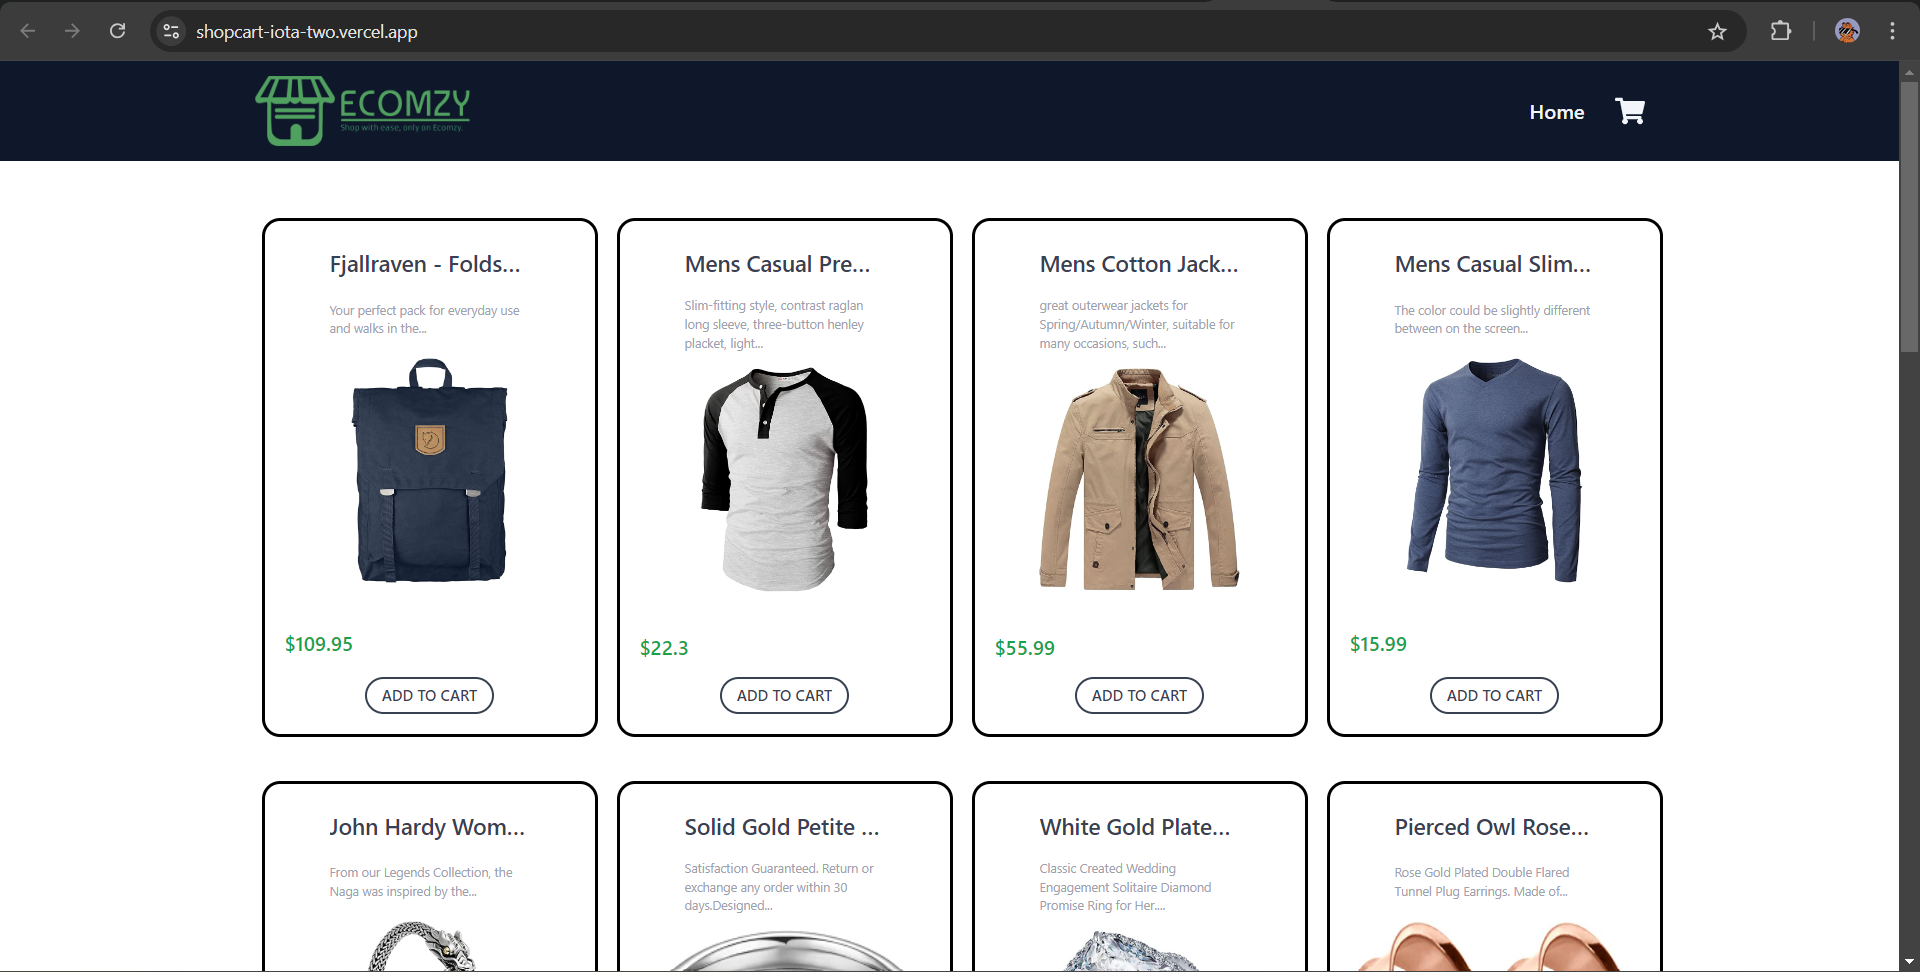 shopcart-iota-two.vercel.app
ECOMZY
Shop with ease, only on Ecomzy.
Home
Fjallraven - Folds...
Your perfect pack for everyday use
and walks in the...
$109.95
ADD TO CART
Mens Casual Pre...
Slim-fitting style, contrast raglan
long sleeve, three-button henley
placket, light...
$22.3
ADD TO CART
Mens Cotton Jack...
great outerwear jackets for
Spring/Autumn/Winter, suitable for
many occasions, such...
$55.99
ADD TO CART
Mens Casual Slim...
The color could be slightly different
between on the screen...
$15.99
ADD TO CART
John Hardy Wom...
From our Legends Collection, the
Naga was inspired by the...
Solid Gold Petite ...
Satisfaction Guaranteed. Return or
exchange any order within 30
days.Designed...
White Gold Plate...
Classic Created Wedding
Engagement Solitaire Diamond
Promise Ring for Her....
Pierced Owl Rose...
Rose Gold Plated Double Flared
Tunnel Plug Earrings. Made of...